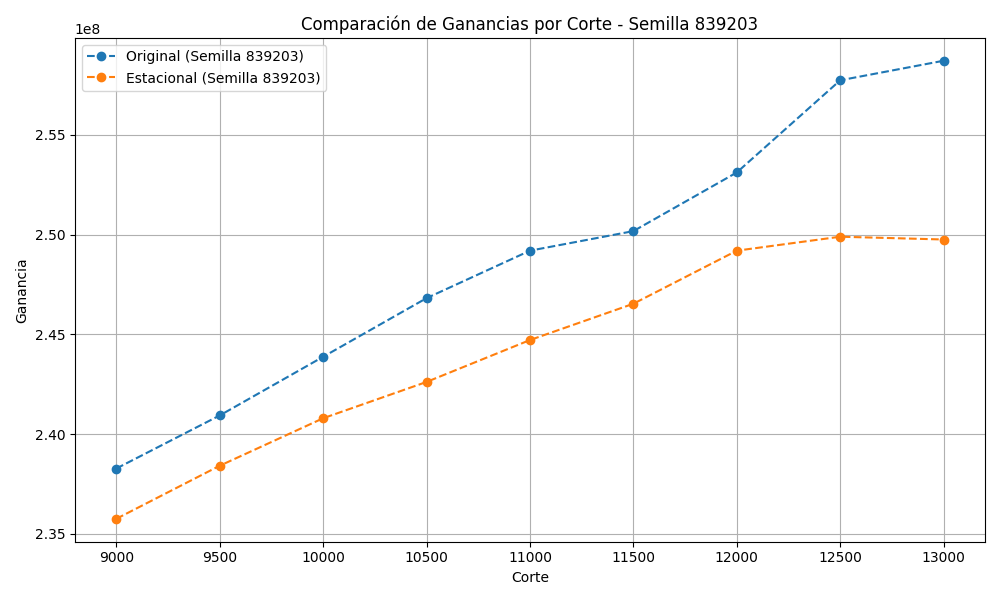 Comparación de Ganancias por Corte - Semilla 839203
1e8
Original (Semilla 839203)
Estacional (Semilla 839203)
2.55
2.50
2.45
2.40
2.35
Ganancia
9000 9500 10000 10500 11000 11500 12000 12500 13000
Corte